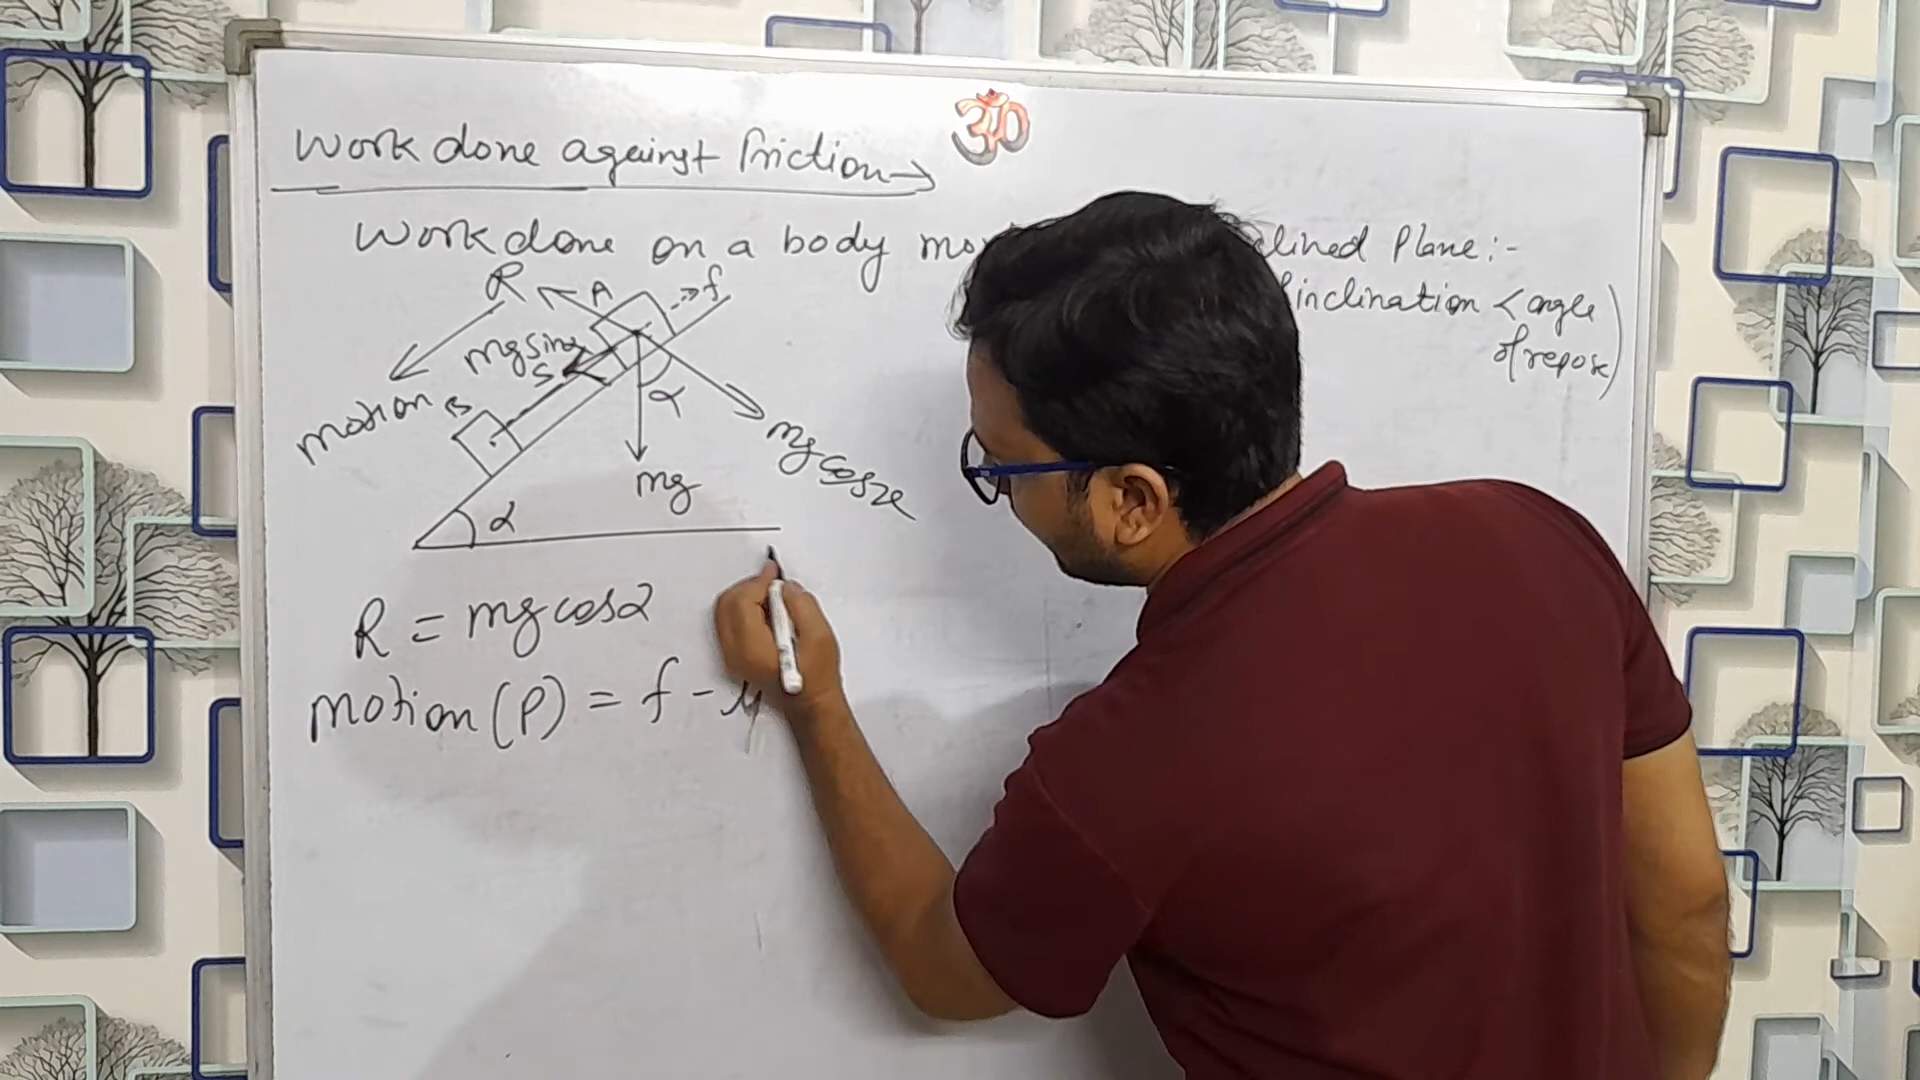 Work done against friction →
ॐ
Work done on a body mo lined Plane:-
inclination < angle
of repose)
R
A
f
mg sinα
S
motion
B
α
mg cosα
mg
α
R = mg cosα
motion (P) = f -